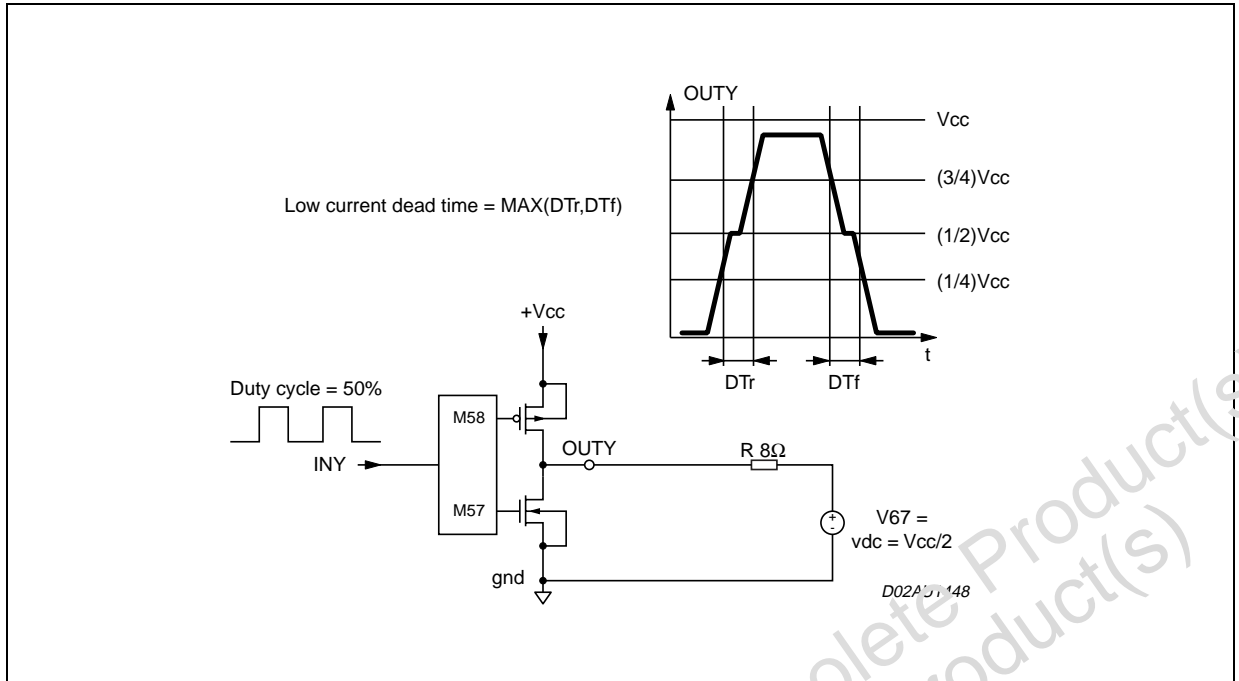 OUTY
Vcc
(3/4)Vcc
Low current dead time = MAX(DTr,DTf)
(1/2)Vcc
(1/4)Vcc
+Vcc
t
DTr DTf
Duty cycle = 50%
M58
OUTY
R 8Ω
INY
M57
+
-
V67 =
vdc = Vcc/2
gnd
Product(s)